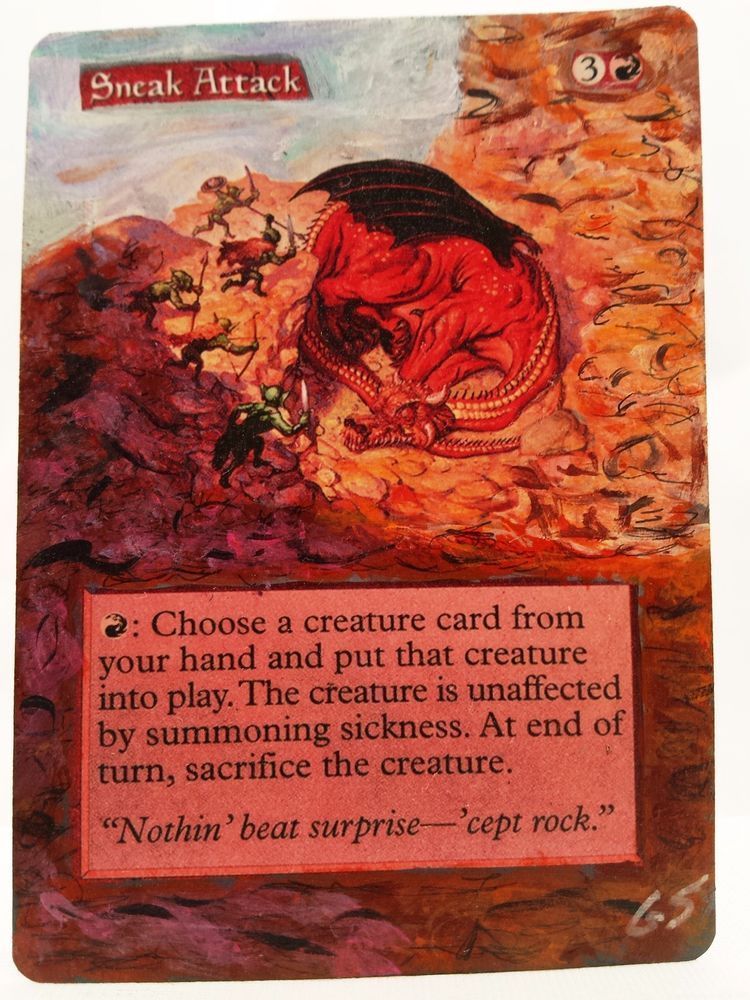 Sneak Attack
3
: Choose a creature card from
your hand and put that creature
into play. The creature is unaffected
by summoning sickness. At end of
turn, sacrifice the creature.
“Nothin’ beat surprise—’cept rock.”
GS